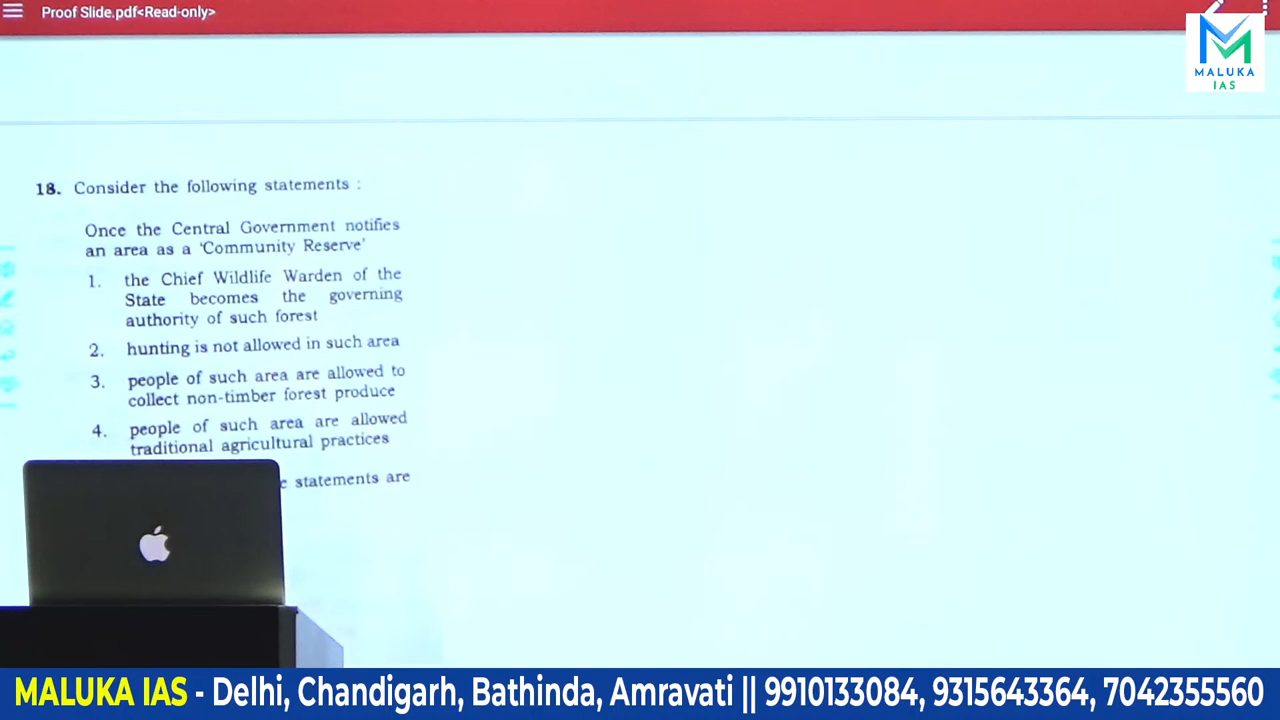 Proof Slide.pdf<Read-only>
MALUKA
IAS
18. Consider the following statements :
Once the Central Government notifies
an area as a ‘Community Reserve’
1. the Chief Wildlife Warden of the
State becomes the governing
authority of such forest
2. hunting is not allowed in such area
3. people of such area are allowed to
collect non-timber forest produce
4. people of such area are allowed
traditional agricultural practices
statements are
MALUKA IAS - Delhi, Chandigarh, Bathinda, Amravati || 9910133084, 9315643364, 7042355560